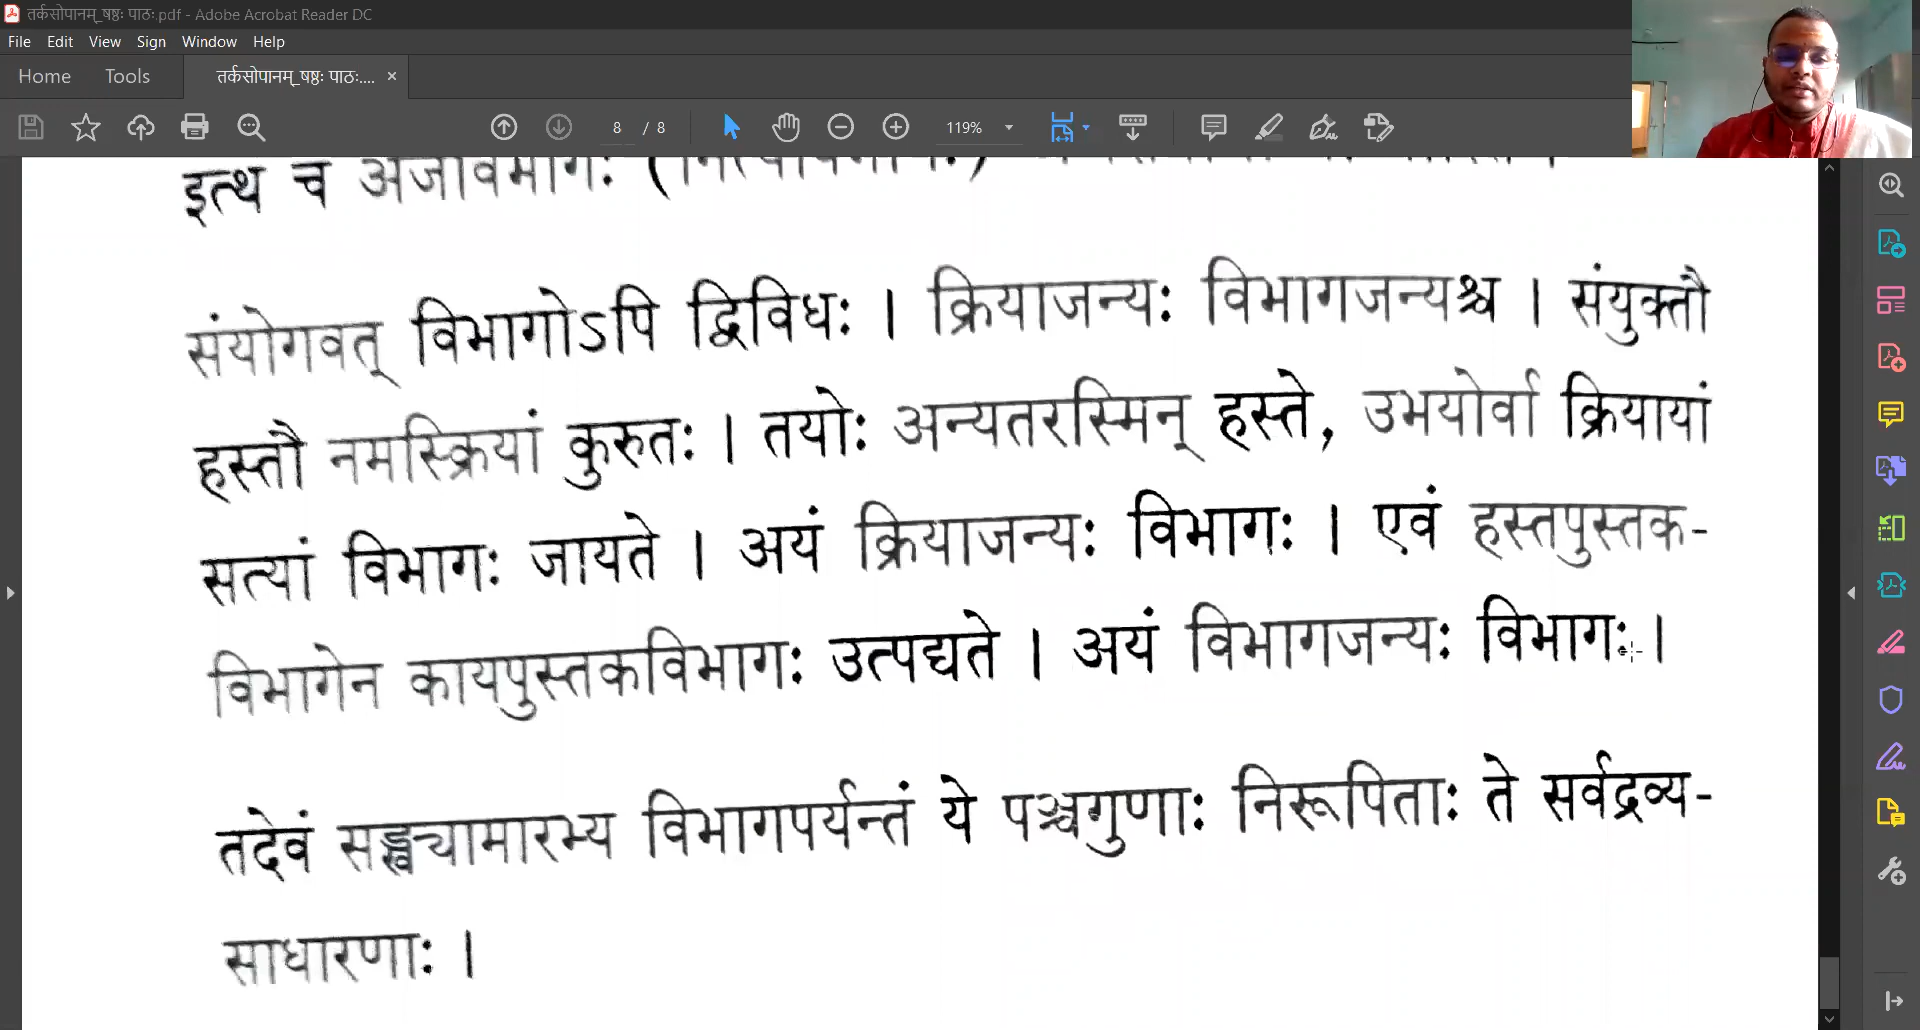 तर्कसोपानम्_षष्ठः पाठः.pdf - Adobe Acrobat Reader DC
File Edit View Sign Window Help
Home Tools तर्कसोपानम्_षष्ठः पाठः....
8 / 8 119%
इत्थ च अजविभागः
संयोगवत् विभागोऽपि द्विविधः । क्रियाजन्यः विभागजन्यश्च । संयुक्तौ
हस्तौ नमस्क्रियां कुरुतः । तयोः अन्यतरस्मिन् हस्ते, उभयोर्वा क्रियायां
सत्यां विभागः जायते । अयं क्रियाजन्यः विभागः । एवं हस्तपुस्तक-
विभागेन कायपुस्तकविभागः उत्पद्यते । अयं विभागजन्यः विभागः ।
तदेवं सङ्ख्यामारभ्य विभागपर्यन्तं ये पञ्चगुणाः निरूपिताः ते सर्वद्रव्य-
साधारणाः ।